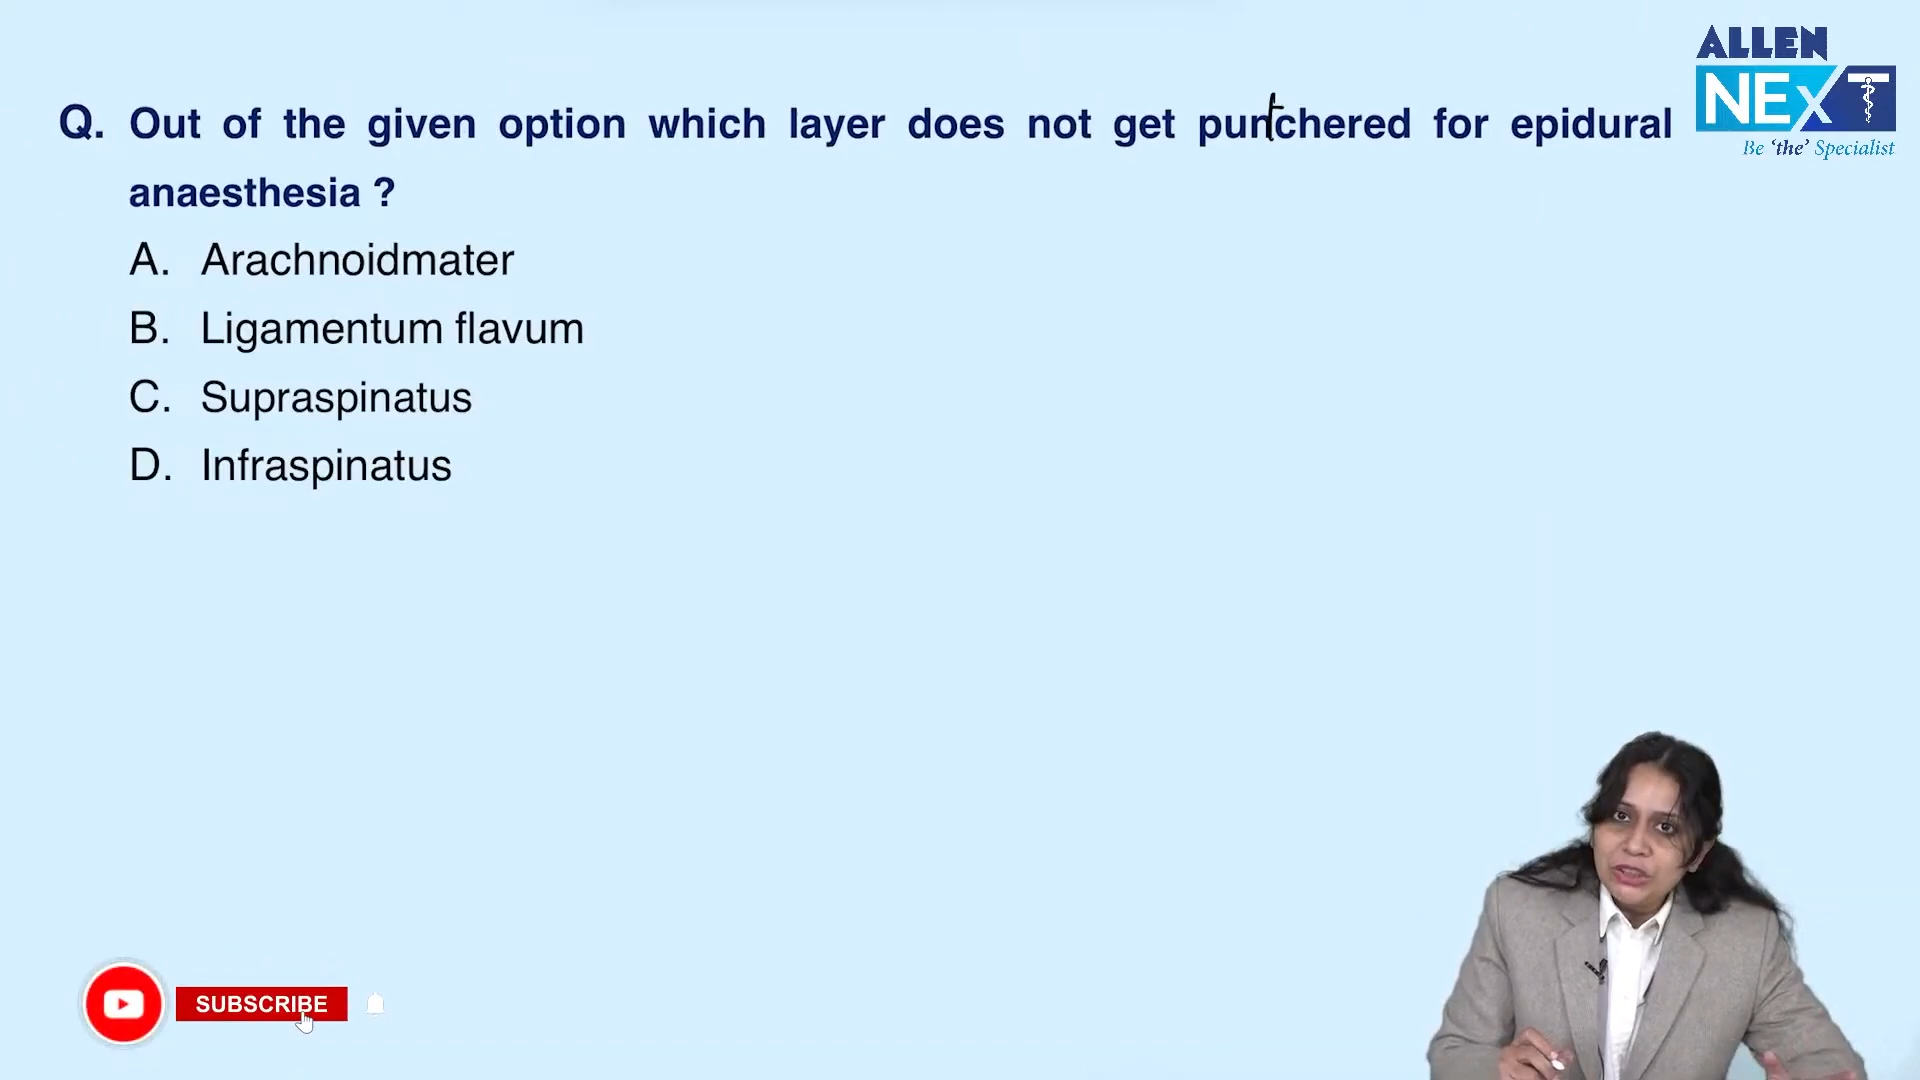 ALLEN
NEXT
Be 'the' Specialist
Q. Out of the given option which layer does not get puntchered for epidural
anaesthesia ?
A. Arachnoidmater
B. Ligamentum flavum
C. Supraspinatus
D. Infraspinatus
SUBSCRIBE